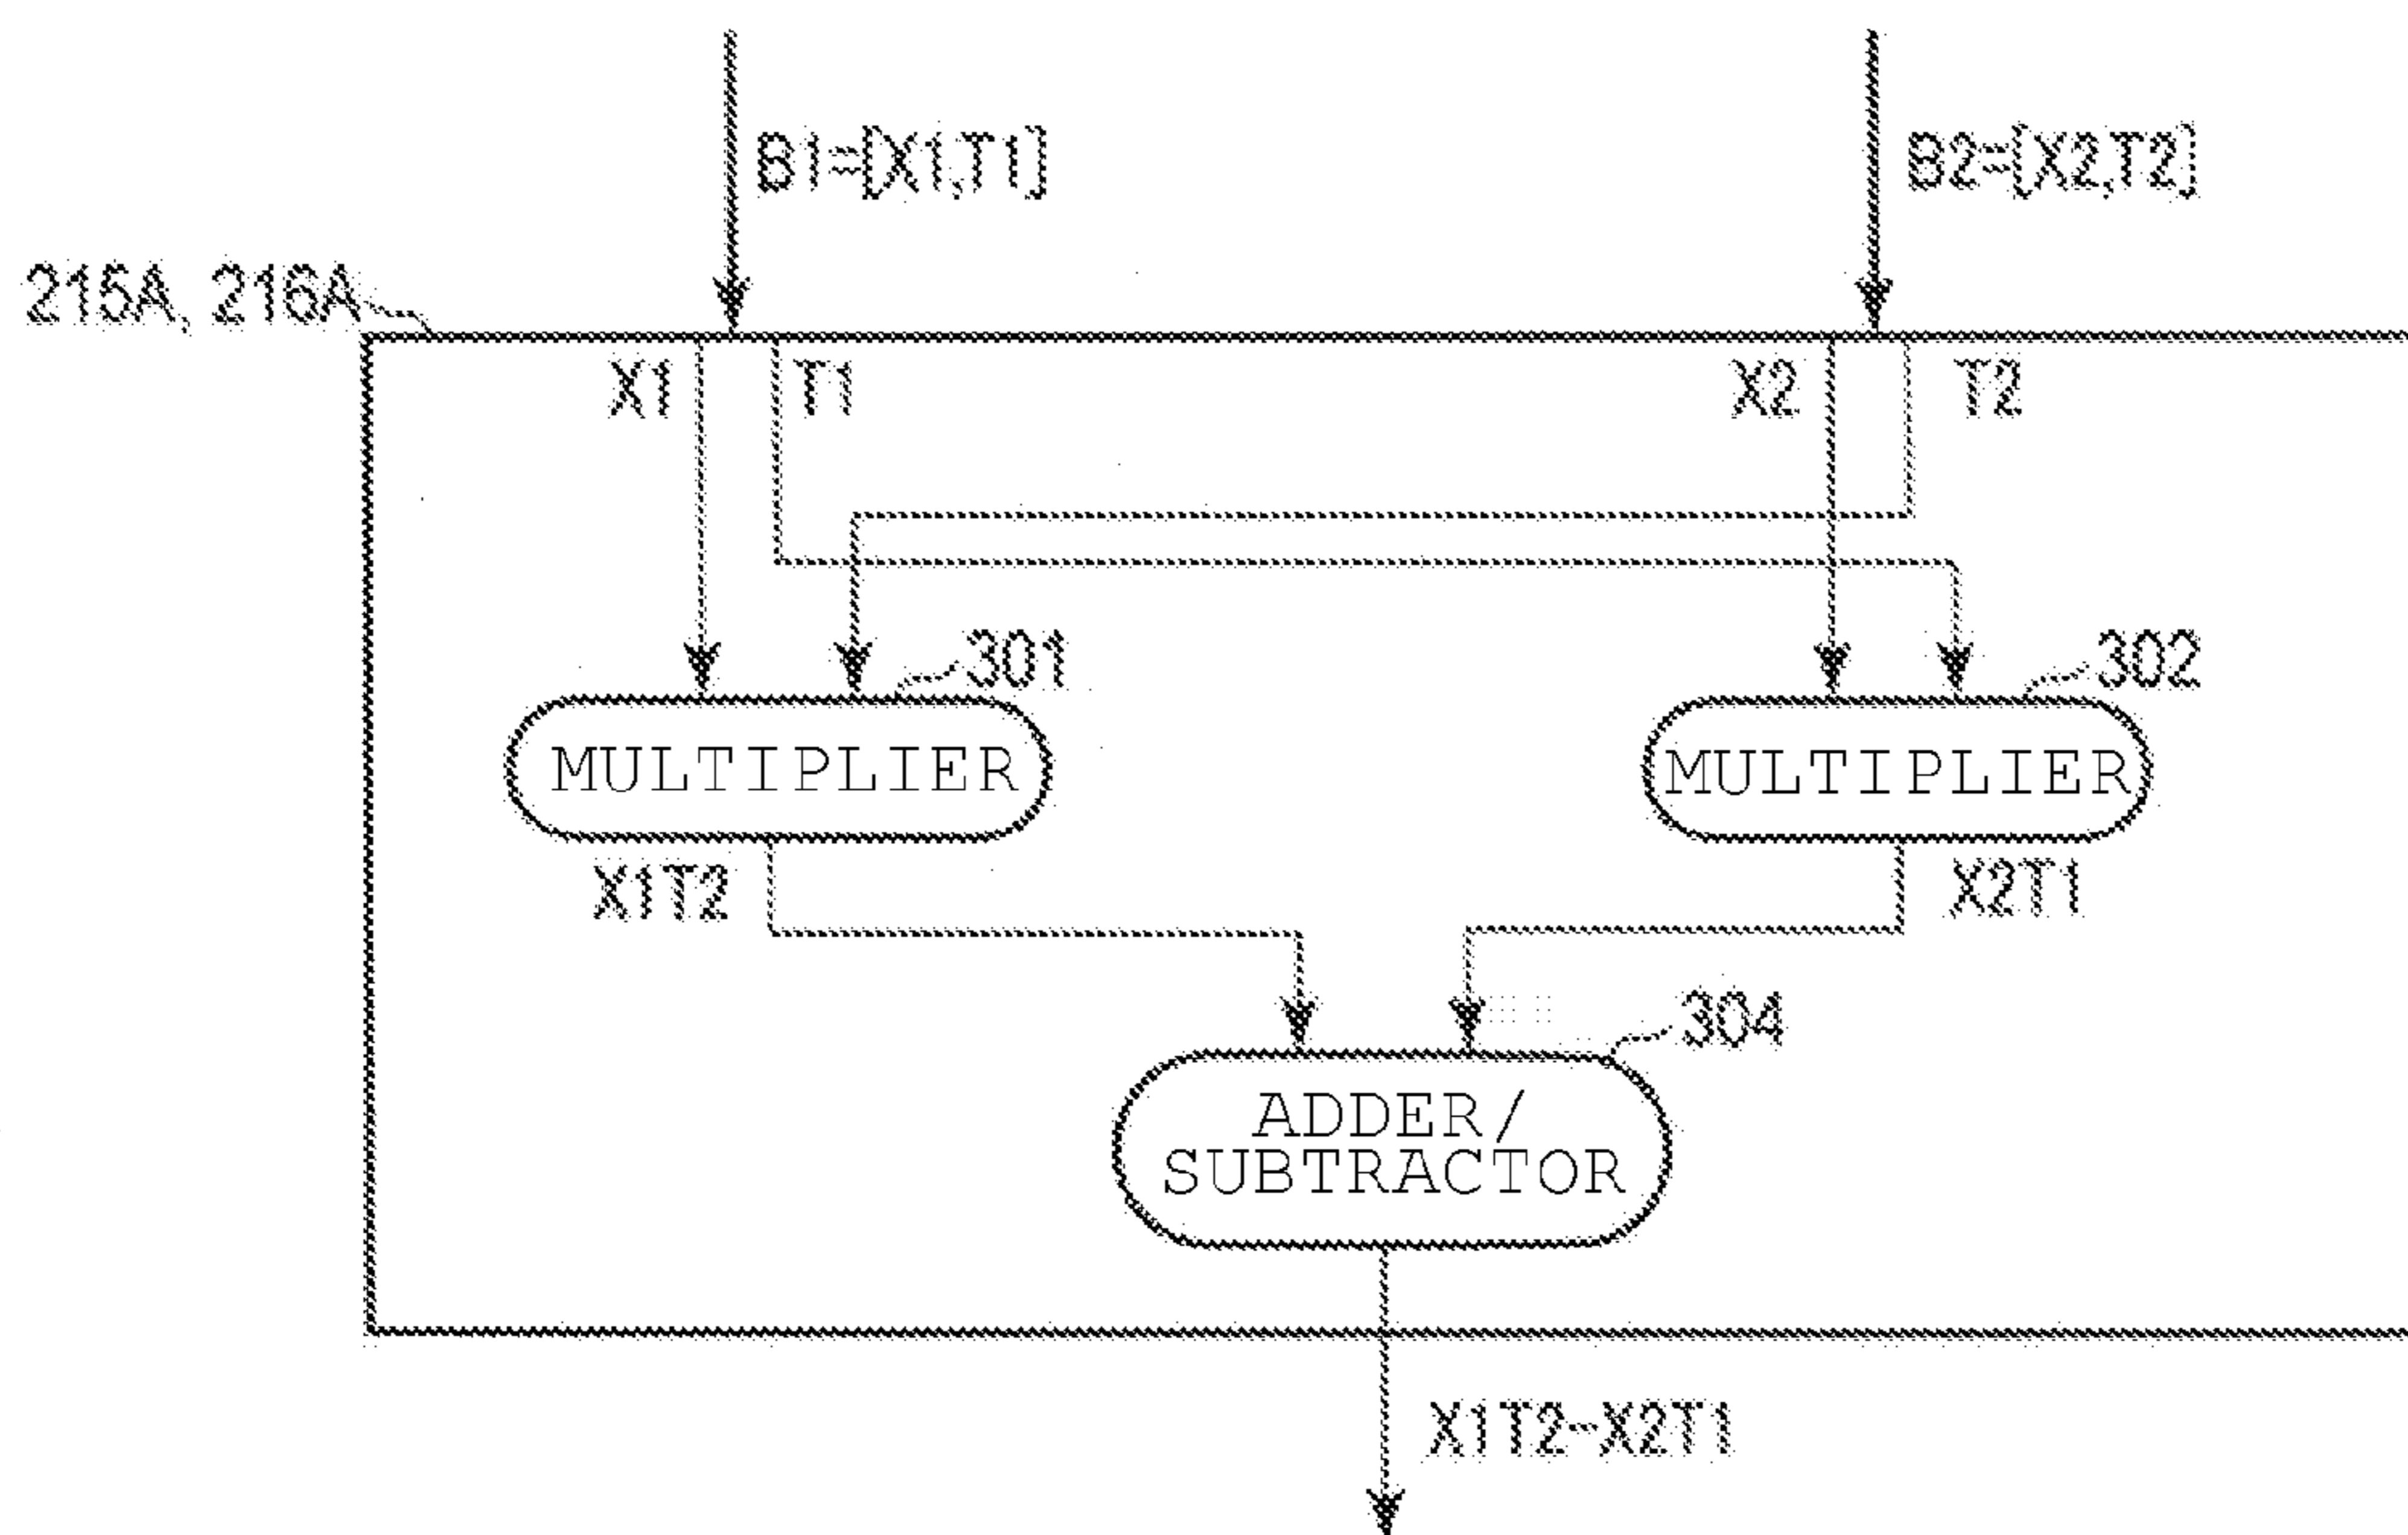 B1=[X1,T1]
B2=[X2,T2]
215A, 216A
X1
T1
X2
T2
301
302
MULTIPLIER
MULTIPLIER
X1T2
X2T1
304
ADDER/
SUBTRACTOR
X1T2-X2T1